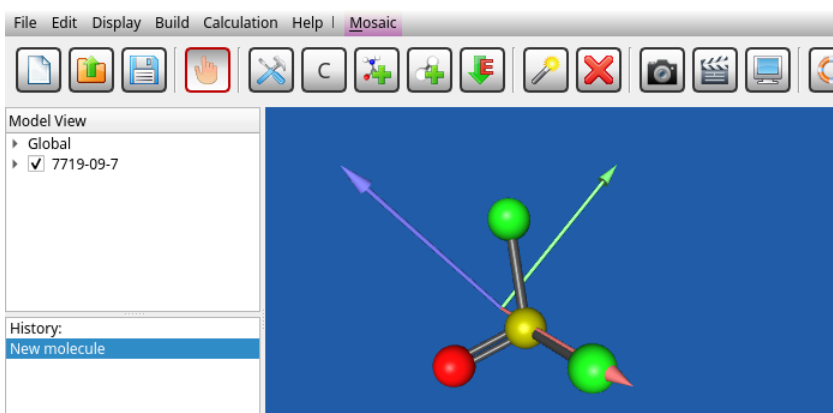 File Edit Display Build Calculation Help Mosaic
C E
Model View
Global
7719-09-7
History:
New molecule